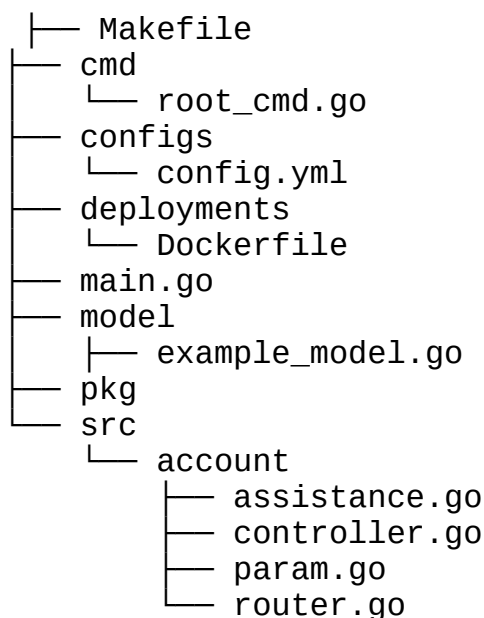 ├── Makefile
├── cmd
│   └── root_cmd.go
├── configs
│   └── config.yml
├── deployments
│   └── Dockerfile
├── main.go
├── model
│   ├── example_model.go
├── pkg
└── src
    └── account
        ├── assistance.go
        ├── controller.go
        ├── param.go
        └── router.go